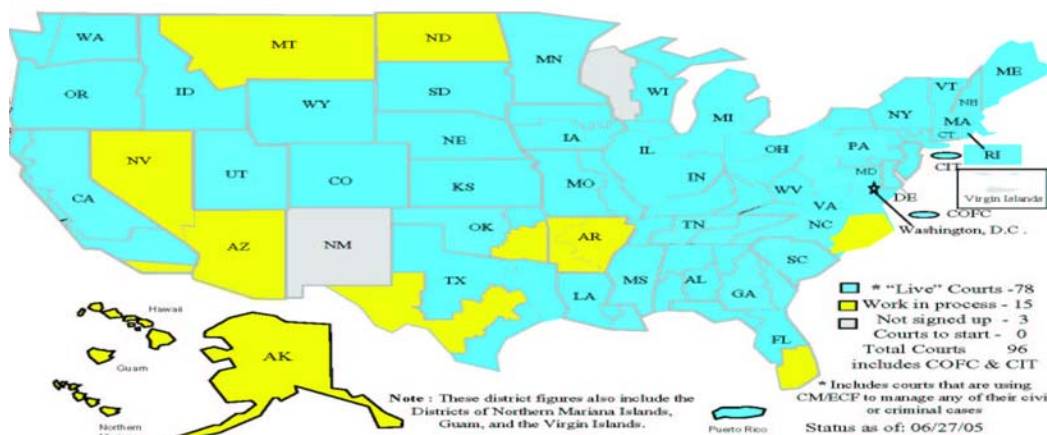 WA
MT
ND
MN
ME
VT
NH
OR
ID
WY
SD
WI
MI
NY
MA
CT
RI
NV
UT
CO
NE
IA
IL
IN
OH
PA
CIT
CA
KS
MO
WV
MD
VA
DE
Virgin Islands
COFC
AZ
NM
OK
AR
TN
NC
Washington, D.C.
TX
LA
MS
AL
GA
SC
FL
* "Live" Courts -78
Work in process - 15
Not signed up - 3
Courts to start - 0
Total Courts 96
includes COFC & CIT
* Includes courts that are using
CM/ECF to manage any of their civi
or criminal cases
Status as of: 06/27/05
Hawaii
Guam
Northern
AK
Note : These district figures also include the
Districts of Northern Mariana Islands,
Guam, and the Virgin Islands.
Puerto Rico